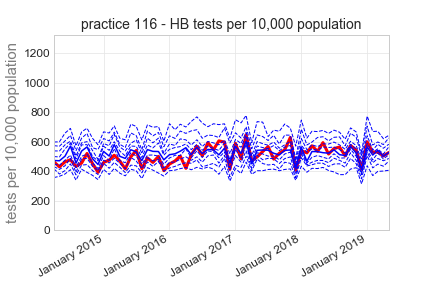 practice 116 - HB tests per 10,000 population
tests per 10,000 population
1200
1000
800
600
400
200
0
January 2015
January 2016
January 2017
January 2018
January 2019